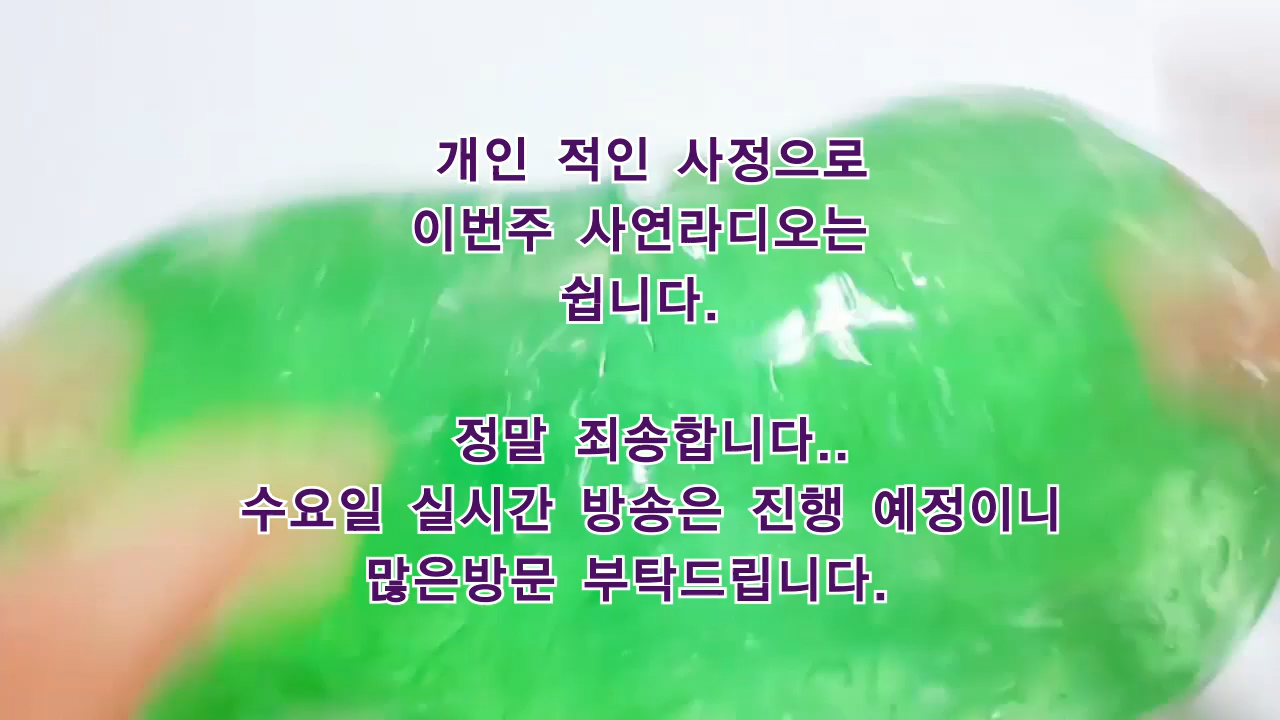 개인 적인 사정으로
이번주 사연라디오는
쉽니다.
정말 죄송합니다..
수요일 실시간 방송은 진행 예정이니
많은방문 부탁드립니다.